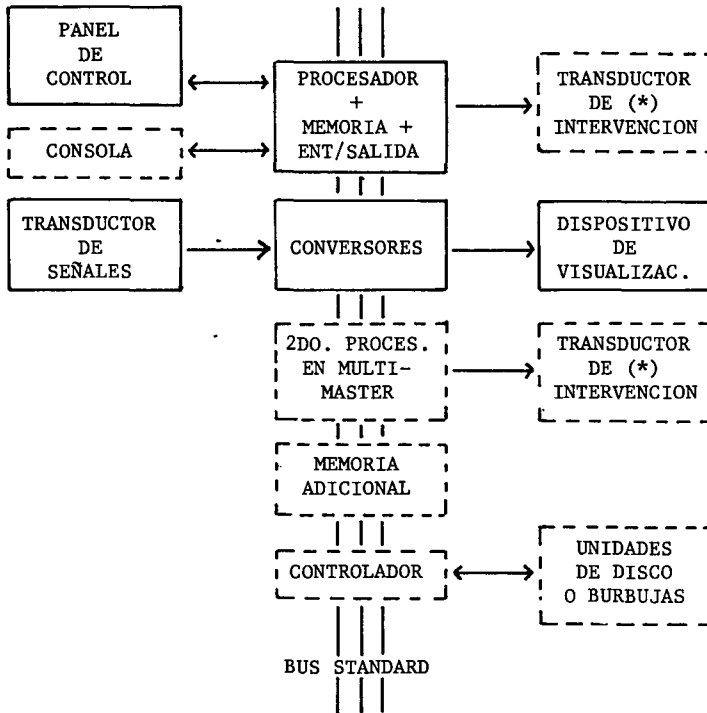 PANEL
DE
CONTROL
PROCESADOR
+
MEMORIA +
ENT/SALIDA
TRANSDUCTOR
DE (*)
INTERVENCION
CONSOLA
TRANSDUCTOR
DE
SEÑALES
CONVERSORES
DISPOSITIVO
DE
VISUALIZAC.
2DO. PROCES.
EN MULTI-
MASTER
TRANSDUCTOR
DE (*)
INTERVENCION
MEMORIA
ADICIONAL
CONTROLADOR
UNIDADES
DE DISCO
O BURBUJAS
BUS STANDARD